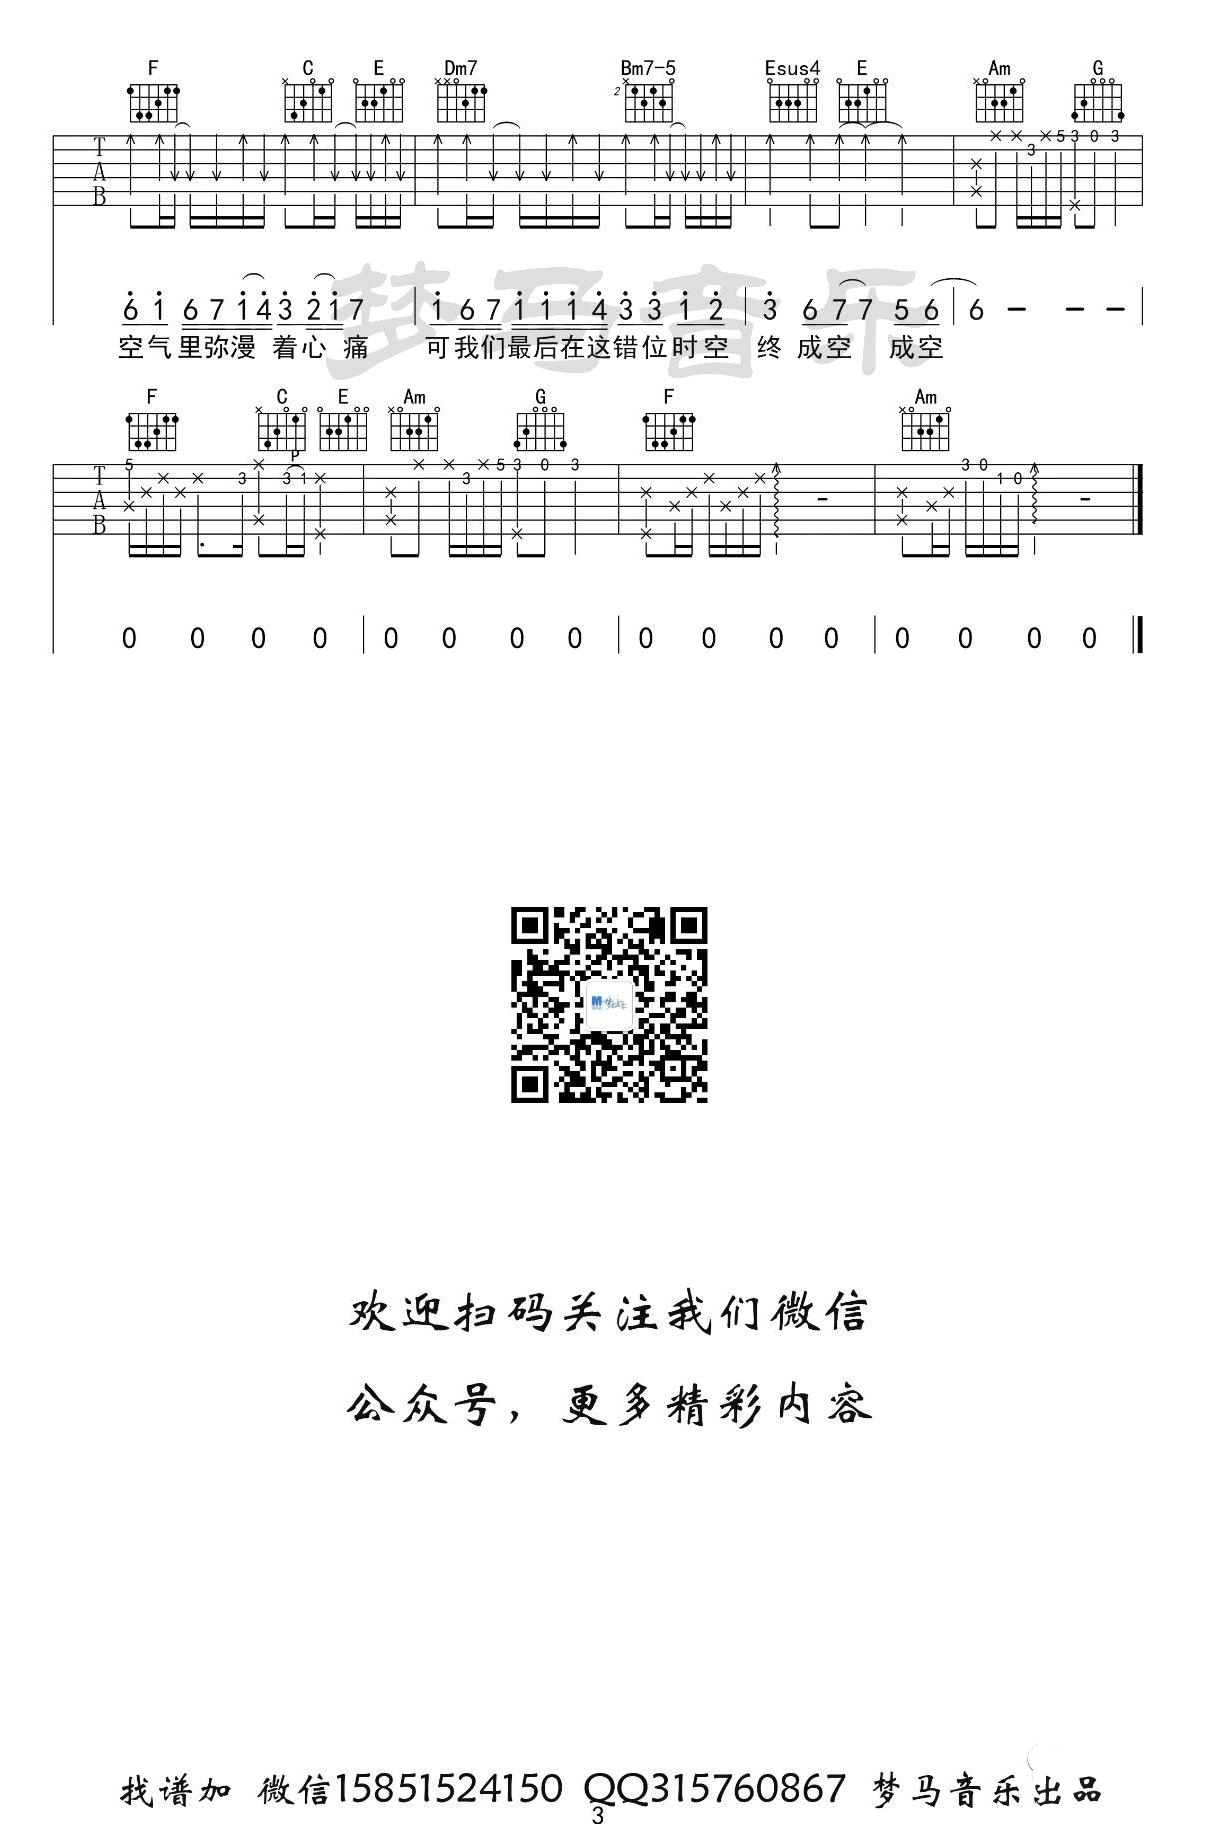 F C E Dm7 Bm7-5 Esus4 E Am G
2
T A B 3 5 3 0 3
梦马音乐
6 1 6 7 1 4 3 2 1 7 1 6 7 1 1 1 4 3 3 1 2 3 6 7 7 5 6 6 - - -
空气里弥漫 着心 痛 可我们最后在这错位时空 终 成空 成空
F C E Am G F Am
P
T A B 5 3 3 1 3 5 3 0 3 - 3 0 1 0 -
0 0 0 0 0 0 0 0 0 0 0 0 0 0 0 0
欢迎扫码关注我们微信
公众号，更多精彩内容
找谱加 微信15851524150 QQ315760867 梦马音乐出品
3